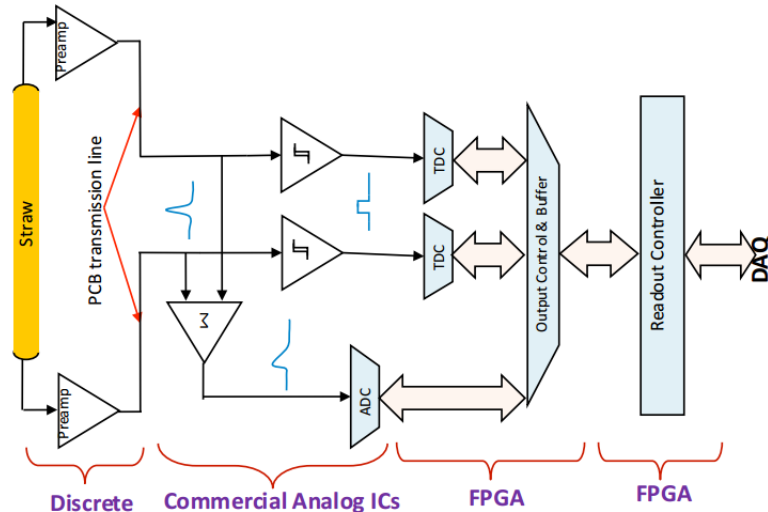 Preamp
Straw
PCB transmission line
Preamp
Σ
TDC
TDC
ADC
Output Control & Buffer
Readout Controller
DAQ
Discrete
Commercial Analog ICs
FPGA
FPGA